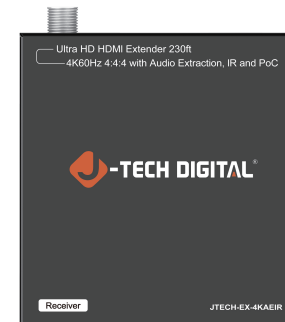 Ultra HD HDMI Extender 230ft
4K60Hz 4:4:4 with Audio Extraction, IR and PoC
J-TECH DIGITAL®
Receiver
JTECH-EX-4KAEIR